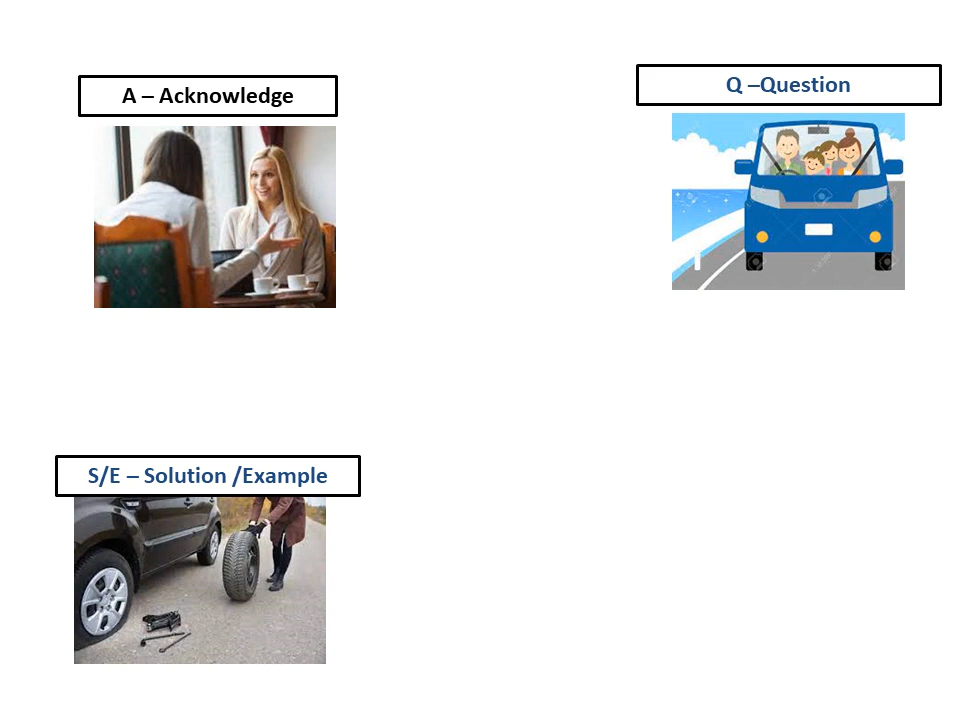 A – Acknowledge
Q –Question
S/E – Solution /Example